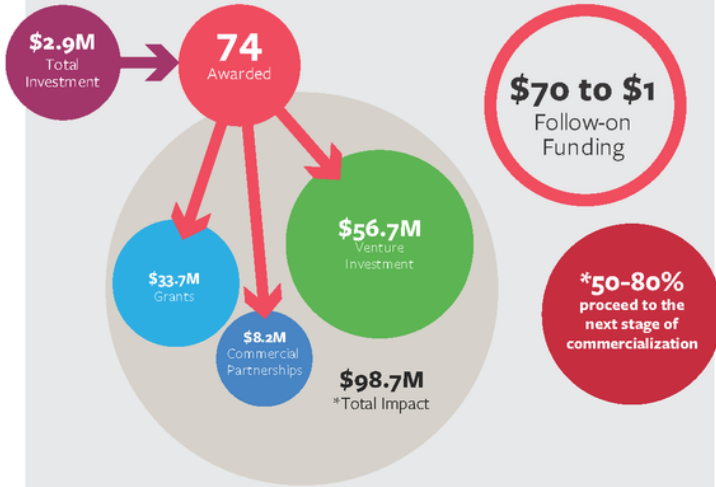 $2.9M
Total
Investment
74
Awarded
$70 to $1
Follow-on
Funding
$56.7M
Venture
Investment
$33.7M
Grants
$8.2M
Commercial
Partnerships
$98.7M
*Total Impact
*50-80%
proceed to the
next stage of
commercialization